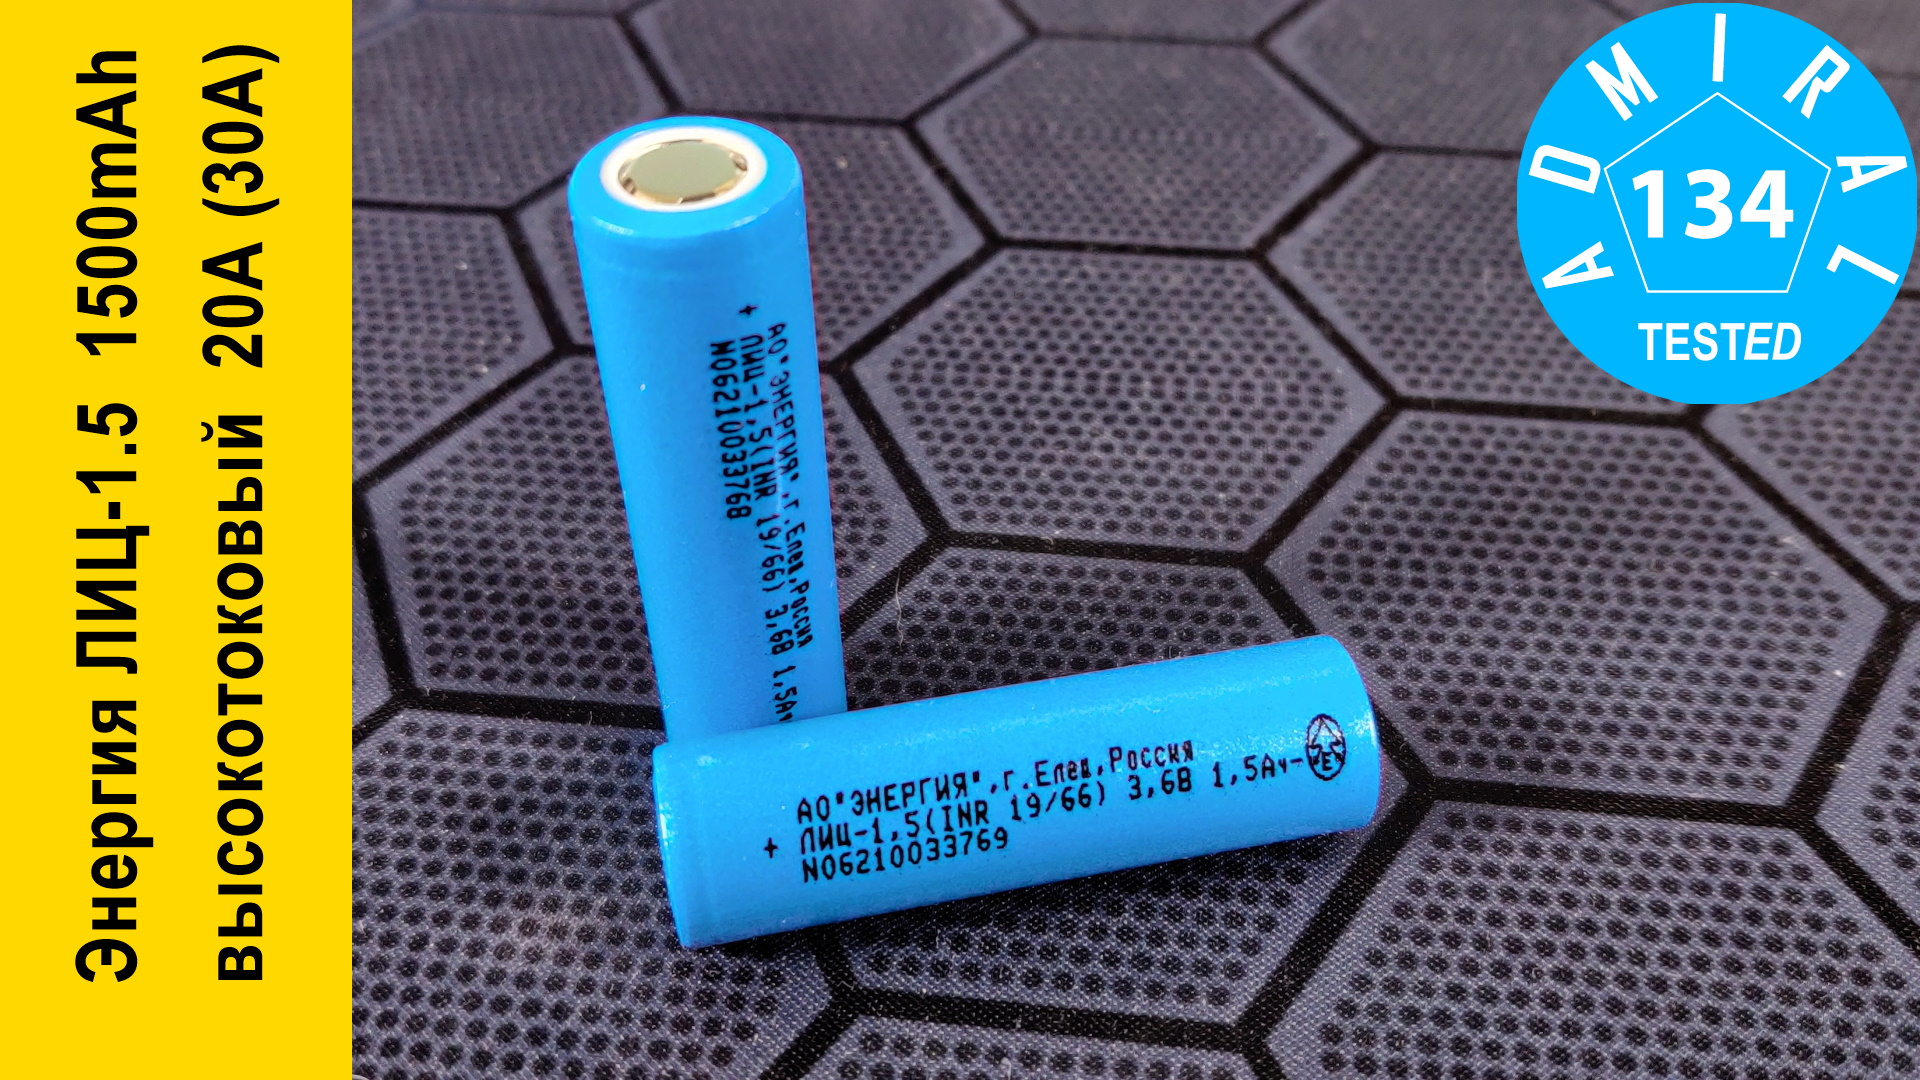 Энергия ЛИЦ-1.5 1500mAh
высокотоковый 20А (30А)
ADMIRAL
134
TESTED
АО"ЭНЕРГИЯ",г.Елец,Россия
+ ЛИЦ-1,5(INR 19/66) 3,6В 1,5Ач
N06210033768
АО"ЭНЕРГИЯ",г.Елец,Россия
+ ЛИЦ-1,5(INR 19/66) 3,6В 1,5Ач-
N06210033769